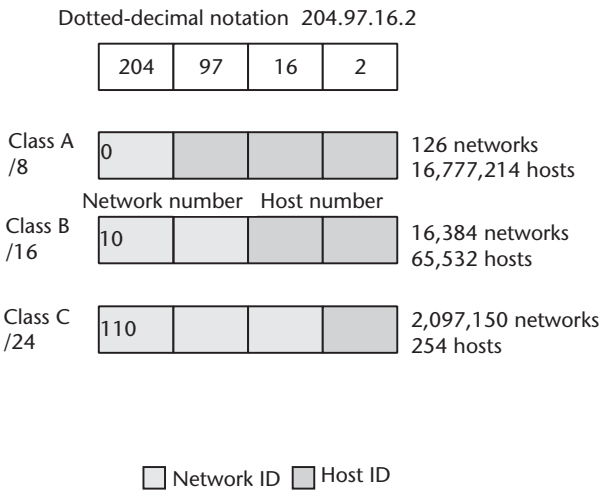 Dotted-decimal notation 204.97.16.2
204 97 16 2
Class A
/8
0
126 networks
16,777,214 hosts
Network number Host number
Class B
/16
10
16,384 networks
65,532 hosts
Class C
/24
110
2,097,150 networks
254 hosts
Network ID Host ID